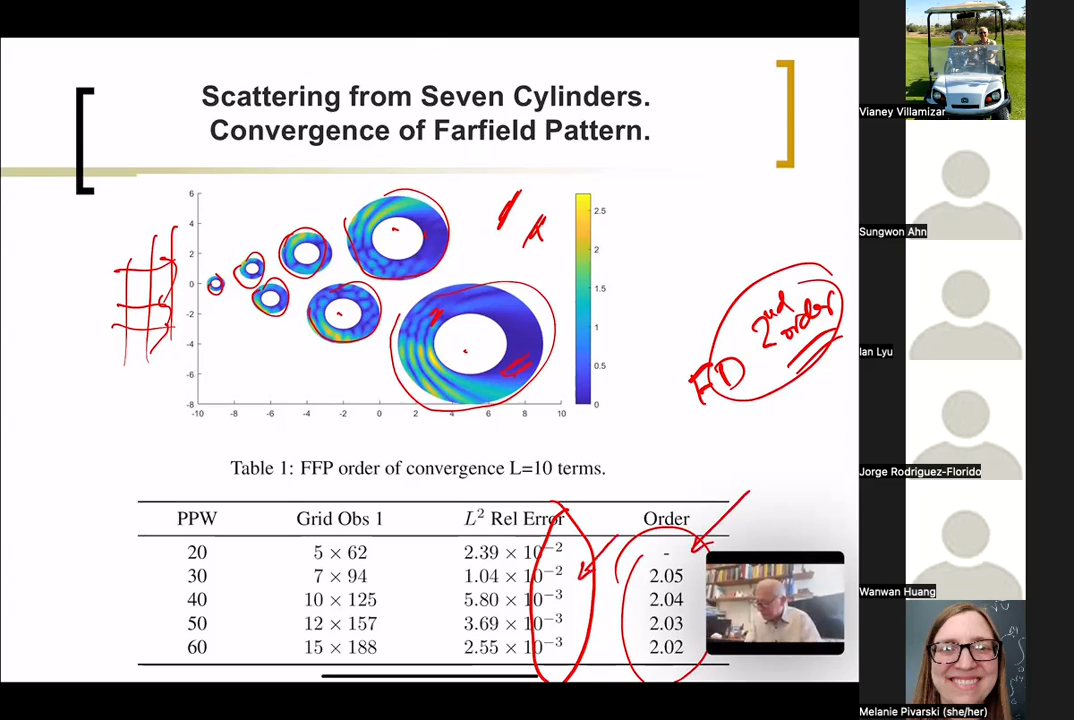 Scattering from Seven Cylinders.
Convergence of Farfield Pattern.
6
4
2
0
-2
-4
-6
-8
-10 -8 -6 -4 -2 0 2 4 6 8 10
2.5
2
1.5
1
0.5
0
FD 2nd
order
Table 1: FFP order of convergence L=10 terms.
PPW Grid Obs 1 L² Rel Error Order
20 5 × 62 2.39 × 10⁻² -
30 7 × 94 1.04 × 10⁻² 2.05
40 10 × 125 5.80 × 10⁻³ 2.04
50 12 × 157 3.69 × 10⁻³ 2.03
60 15 × 188 2.55 × 10⁻³ 2.02
Vianey Villamizar
Sungwon Ahn
Ian Lyu
Jorge Rodriguez-Florido
Wanwan Huang
Melanie Pivarski (she/her)